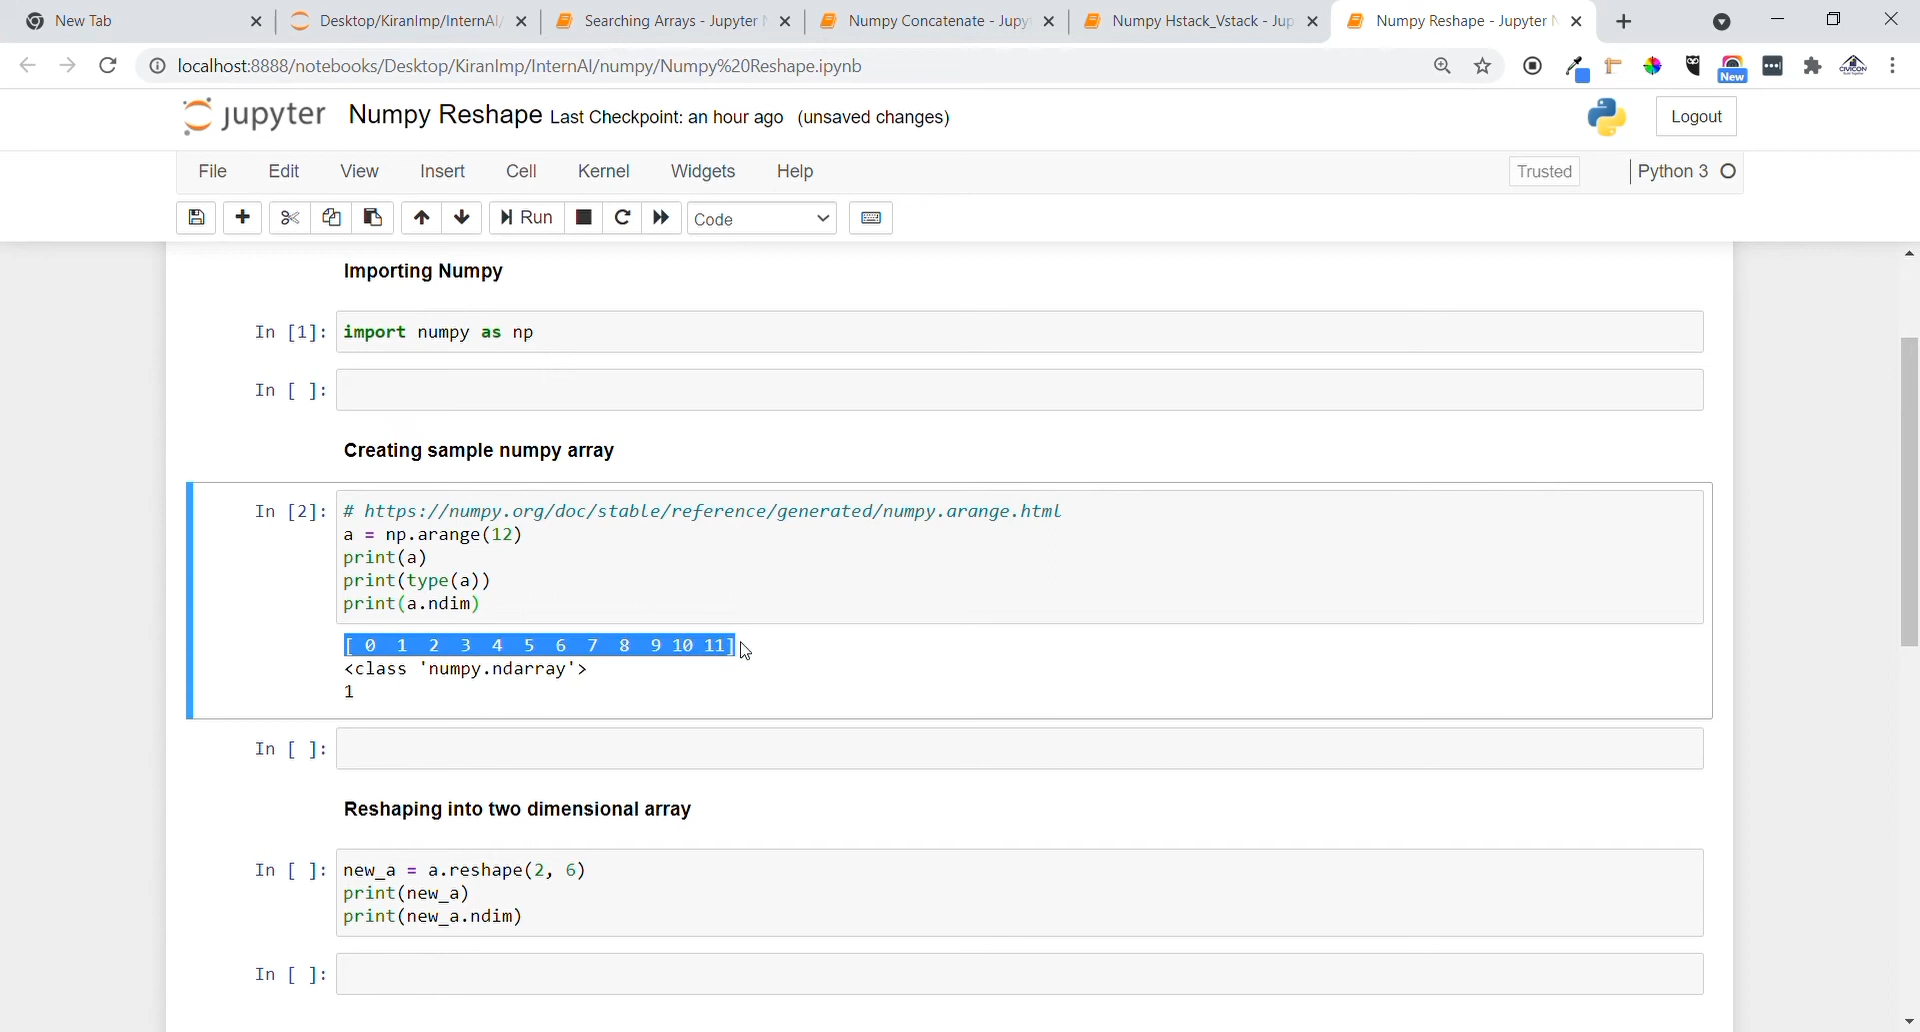 New Tab
Desktop/KiranImp/InternAI/
Searching Arrays - Jupyter
Numpy Concatenate - Jupy
Numpy Hstack_Vstack - Jup
Numpy Reshape - Jupyter
localhost:8888/notebooks/Desktop/KiranImp/InternAI/numpy/Numpy%20Reshape.ipynb
New
CIVICON
jupyter
Numpy Reshape Last Checkpoint: an hour ago (unsaved changes)
Logout
File Edit View Insert Cell Kernel Widgets Help
Trusted
Python 3
Run
Code
Importing Numpy
In [1]: import numpy as np
In [ ]:
Creating sample numpy array
In [2]: # https://numpy.org/doc/stable/reference/generated/numpy.arange.html
a = np.arange(12)
print(a)
print(type(a))
print(a.ndim)
[ 0 1 2 3 4 5 6 7 8 9 10 11]
<class 'numpy.ndarray'>
1
In [ ]:
Reshaping into two dimensional array
In [ ]: new_a = a.reshape(2, 6)
print(new_a)
print(new_a.ndim)
In [ ]: